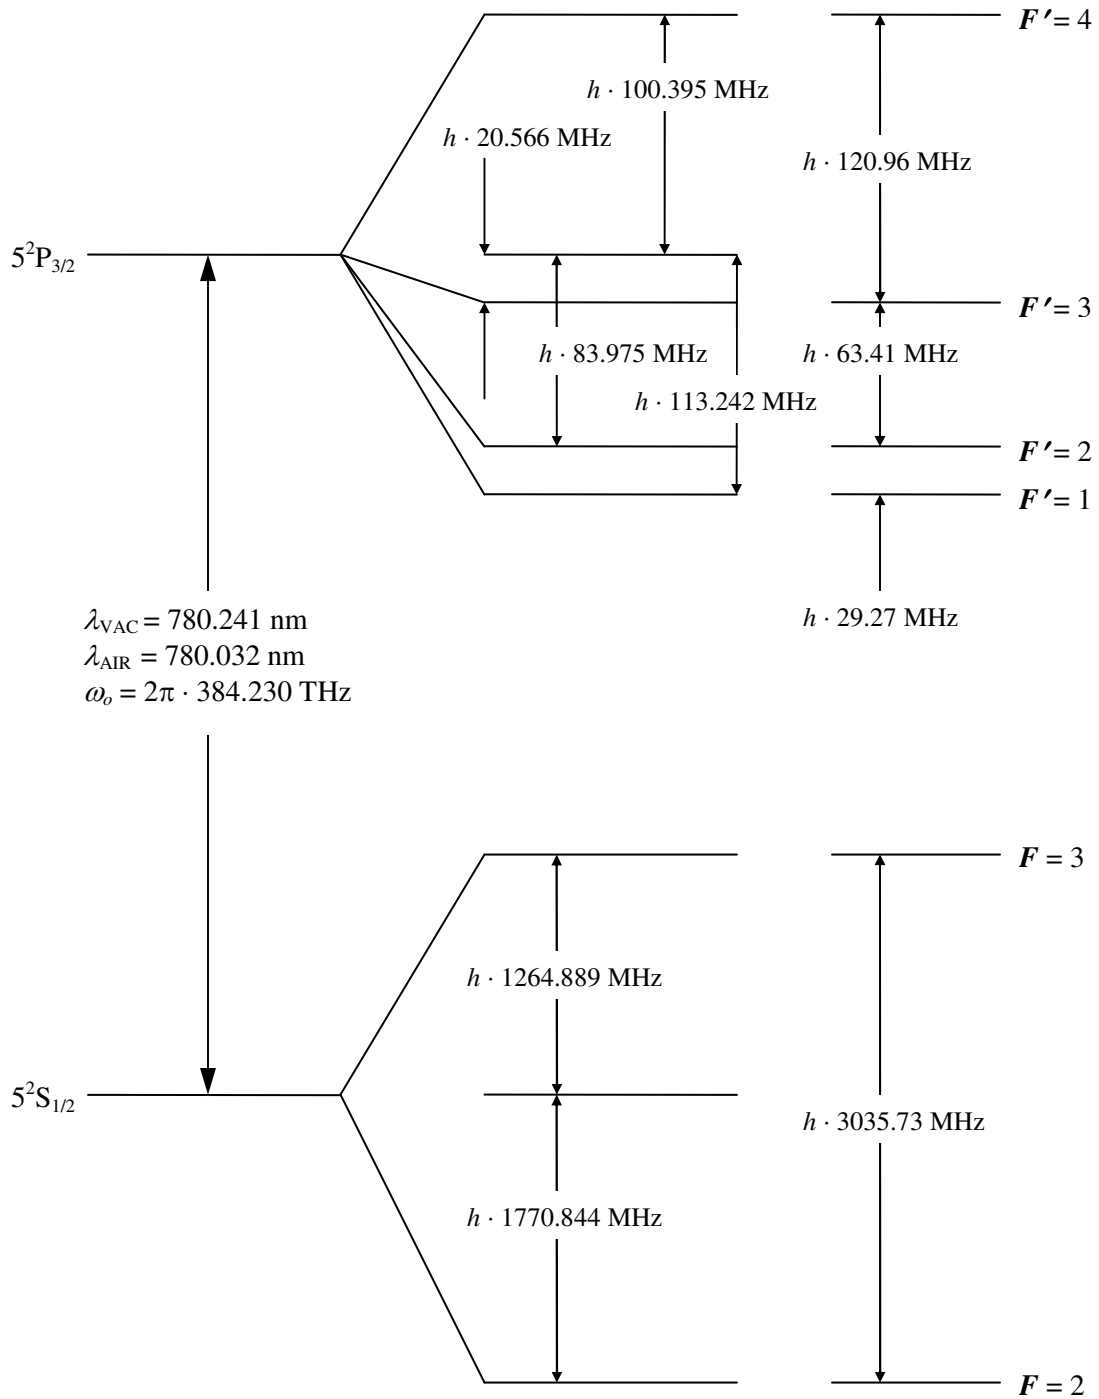 F′ = 4
h · 100.395 MHz
h · 20.566 MHz
h · 120.96 MHz
5²P₃/₂
F′ = 3
h · 83.975 MHz
h · 63.41 MHz
h · 113.242 MHz
F′ = 2
F′ = 1
λVAC = 780.241 nm
h · 29.27 MHz
λAIR = 780.032 nm
ωo = 2π · 384.230 THz
F = 3
h · 1264.889 MHz
5²S₁/₂
h · 3035.73 MHz
h · 1770.844 MHz
F = 2